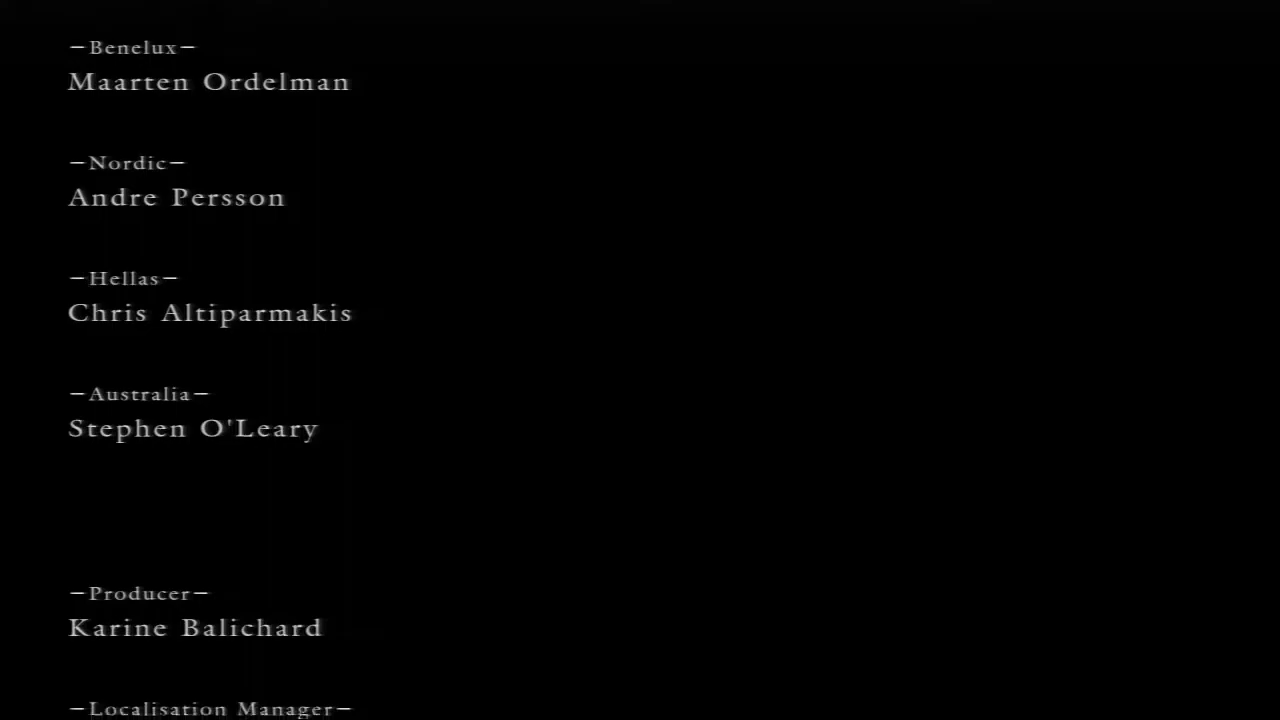 —Benelux—
Maarten Ordelman
—Nordic—
Andre Persson
—Hellas—
Chris Altiparmakis
—Australia—
Stephen O'Leary
—Producer—
Karine Balichard
—Localisation Manager—